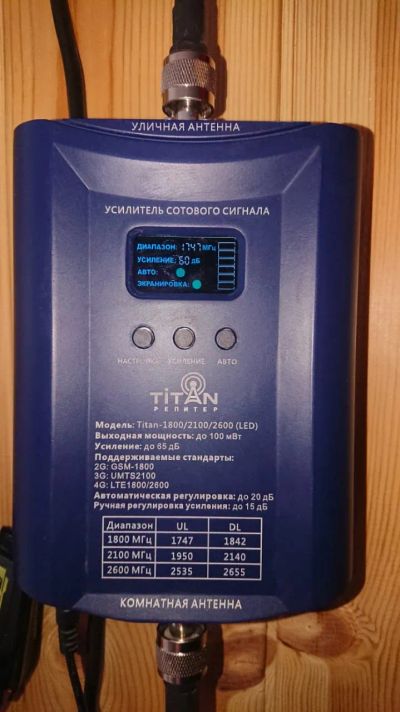 УЛИЧНАЯ АНТЕННА
УСИЛИТЕЛЬ СОТОВОГО СИГНАЛА
ДИАПАЗОН: 1747 МГц
УСИЛЕНИЕ: 60 дБ
АВТО:
ЭКРАНИРОВКА:
НАСТРОЙКА УСИЛЕНИЕ АВТО
TITAN
РЕПИТЕР
Модель: Titan-1800/2100/2600 (LED)
Выходная мощность: до 100 мВт
Усиление: до 65 дБ
Поддерживаемые стандарты:
2G: GSM-1800
3G: UMTS2100
4G: LTE1800/2600
Автоматическая регулировка: до 20 дБ
Ручная регулировка усиления: до 15 дБ
Диапазон UL DL
1800 МГц 1747 1842
2100 МГц 1950 2140
2600 МГц 2535 2655
КОМНАТНАЯ АНТЕННА